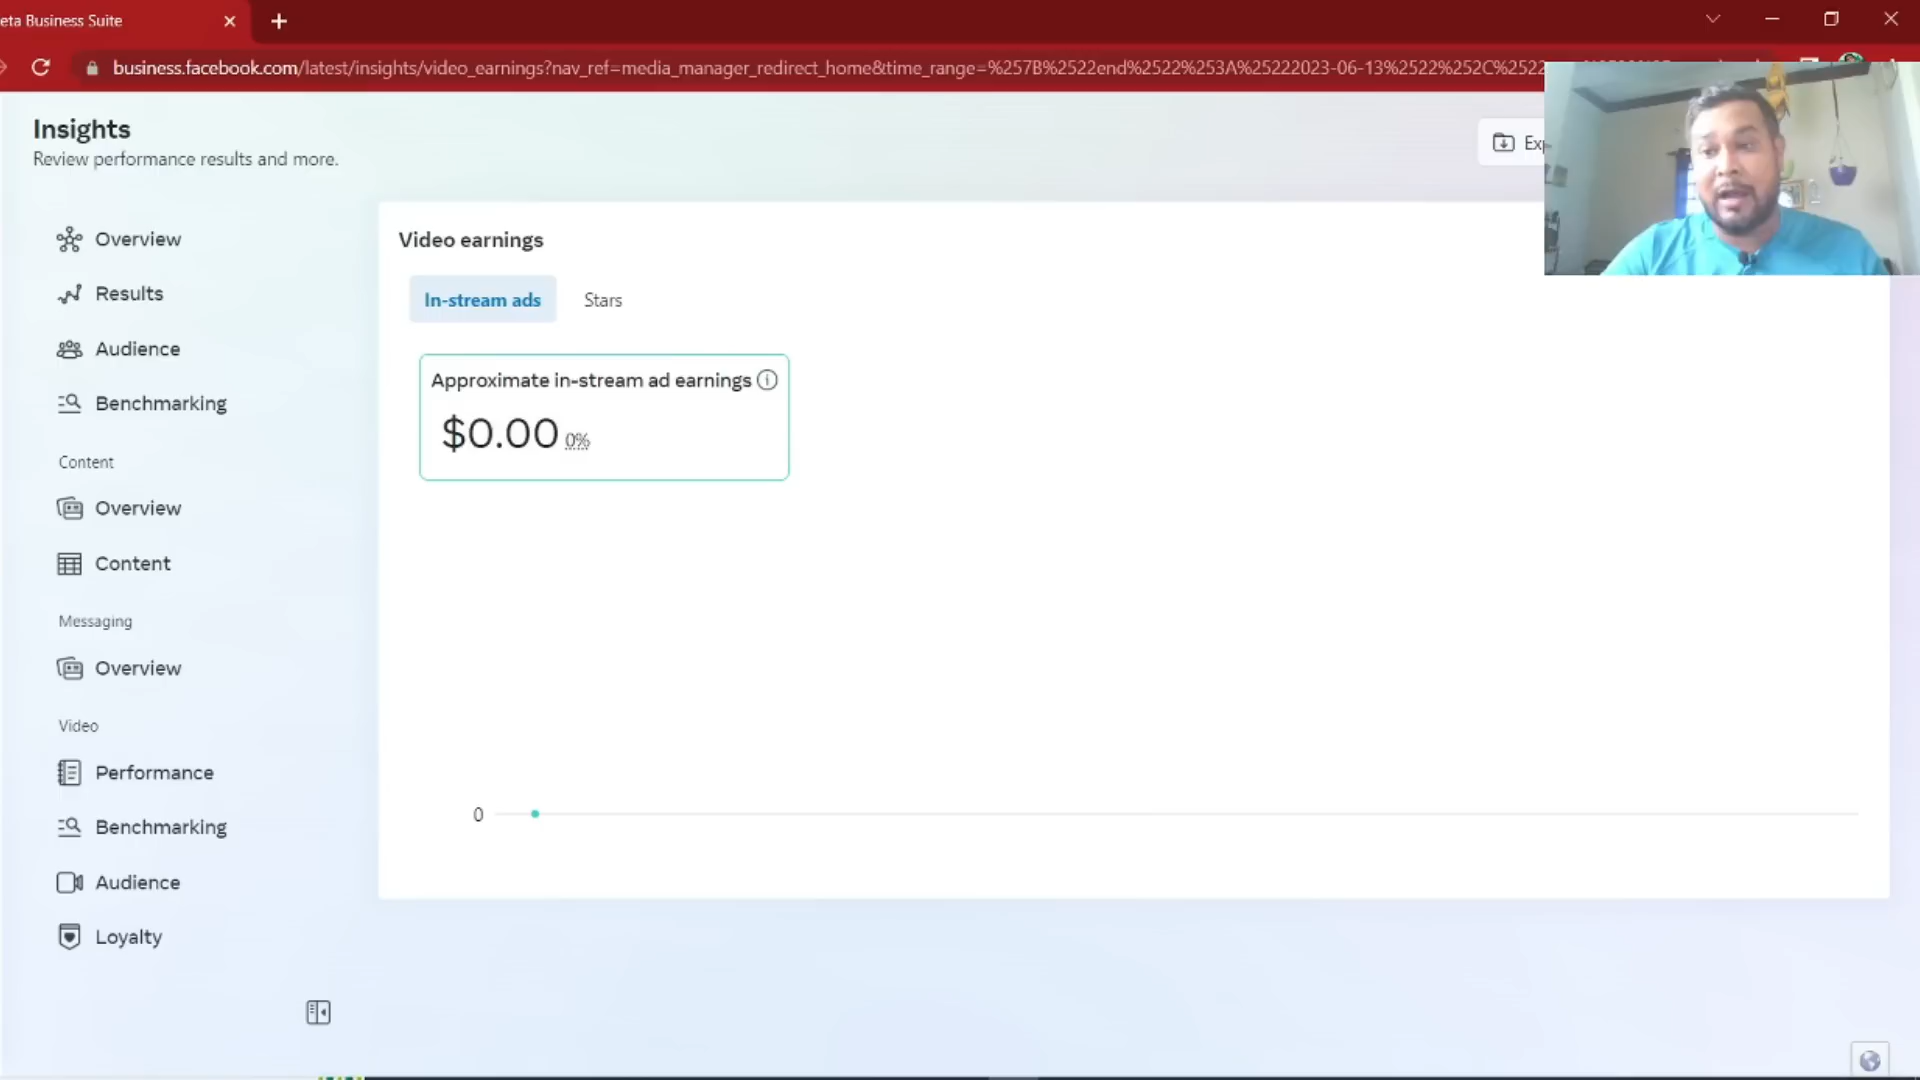 eta Business Suite
business.facebook.com/latest/insights/video_earnings?nav_ref=media_manager_redirect_home&time_range=%257B%2522end%2522%253A%25222023-06-13%2522%252C%2522
Insights
Review performance results and more.
Exp
Overview
Results
Audience
Benchmarking
Content
Overview
Content
Messaging
Overview
Video
Performance
Benchmarking
Audience
Loyalty
Video earnings
In-stream ads
Stars
Approximate in-stream ad earnings
$0.00 0%
0